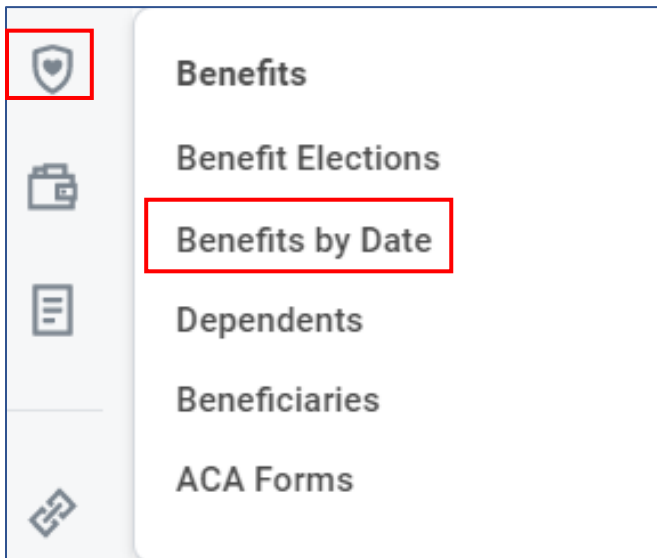 Benefits
Benefit Elections
Benefits by Date
Dependents
Beneficiaries
ACA Forms